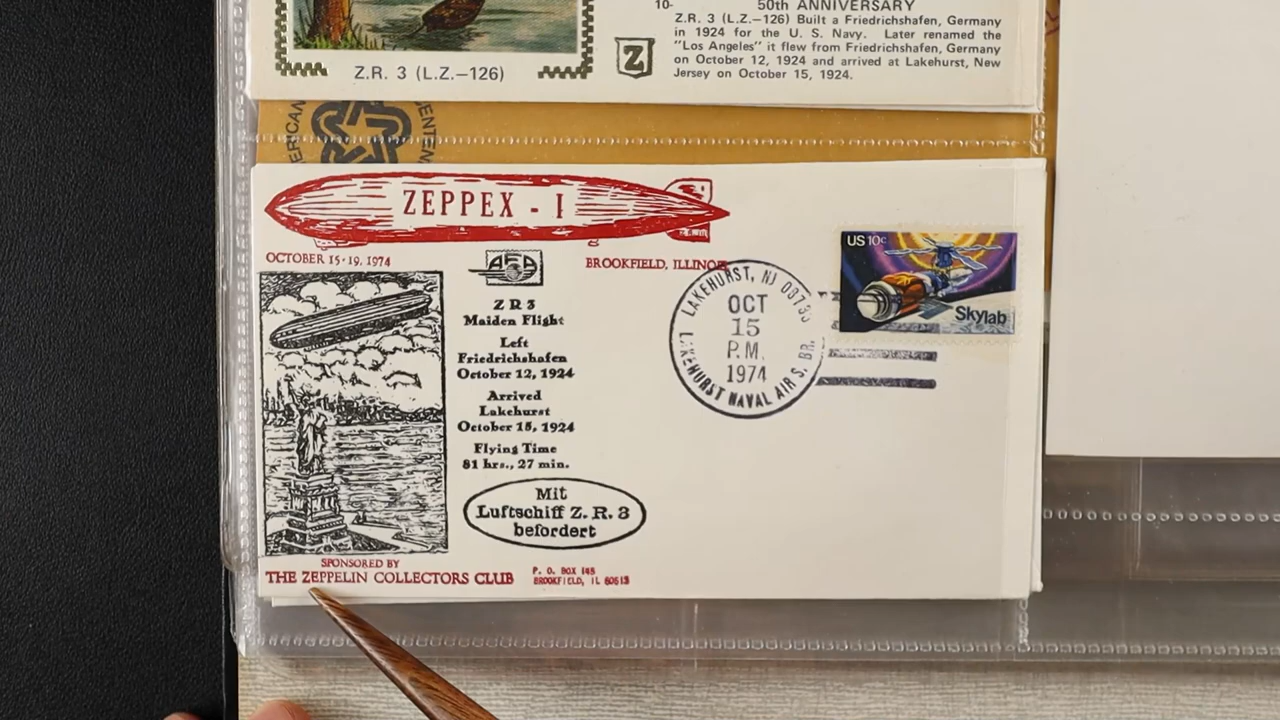 10-
50th ANNIVERSARY
Z.R. 3 (L.Z.–126) Built a Friedrichshafen, Germany
in 1924 for the U. S. Navy. Later renamed the
"Los Angeles" it flew from Friedrichshafen, Germany
on October 12, 1924 and arrived at Lakehurst, New
Jersey on October 15, 1924.
Z
Z.R. 3 (L.Z.–126)
ZEPPEX - I
OCTOBER 15-19, 1974
BROOKFIELD, ILLINOIS
AFA
Z R 3
Maiden Flight
Left
Friedrichshafen
October 12, 1924
Arrived
Lakehurst
October 15, 1924
Flying Time
81 hrs., 27 min.
Mit
Luftschiff Z. R. 3
befordert
SPONSORED BY
THE ZEPPELIN COLLECTORS CLUB
P. O. BOX 148
BROOKFIELD, IL 60513
LAKEHURST, NJ 08733
OCT
15
P.M.
1974
LAKEHURST NAVAL AIR S. BR.
US 10c
Skylab